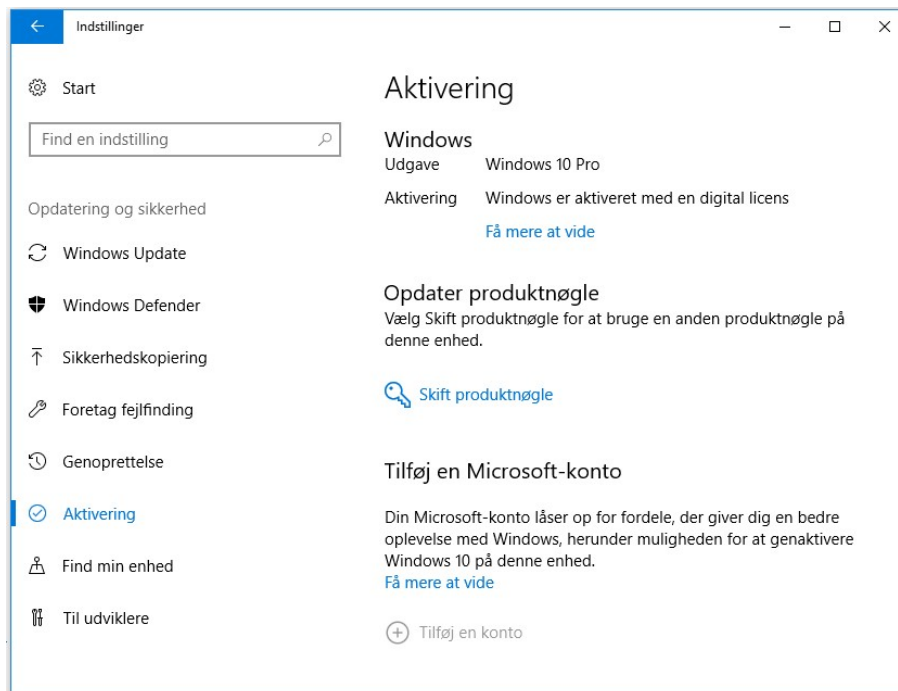 Indstillinger
Start
Find en indstilling
Opdatering og sikkerhed
Windows Update
Windows Defender
Sikkerhedskopiering
Foretag fejlfinding
Genoprettelse
Aktivering
Find min enhed
Til udviklere
Aktivering
Windows
Udgave Windows 10 Pro
Aktivering Windows er aktiveret med en digital licens
Få mere at vide
Opdater produktnøgle
Vælg Skift produktnøgle for at bruge en anden produktnøgle på
denne enhed.
Skift produktnøgle
Tilføj en Microsoft-konto
Din Microsoft-konto låser op for fordele, der giver dig en bedre
oplevelse med Windows, herunder muligheden for at genaktivere
Windows 10 på denne enhed.
Få mere at vide
Tilføj en konto